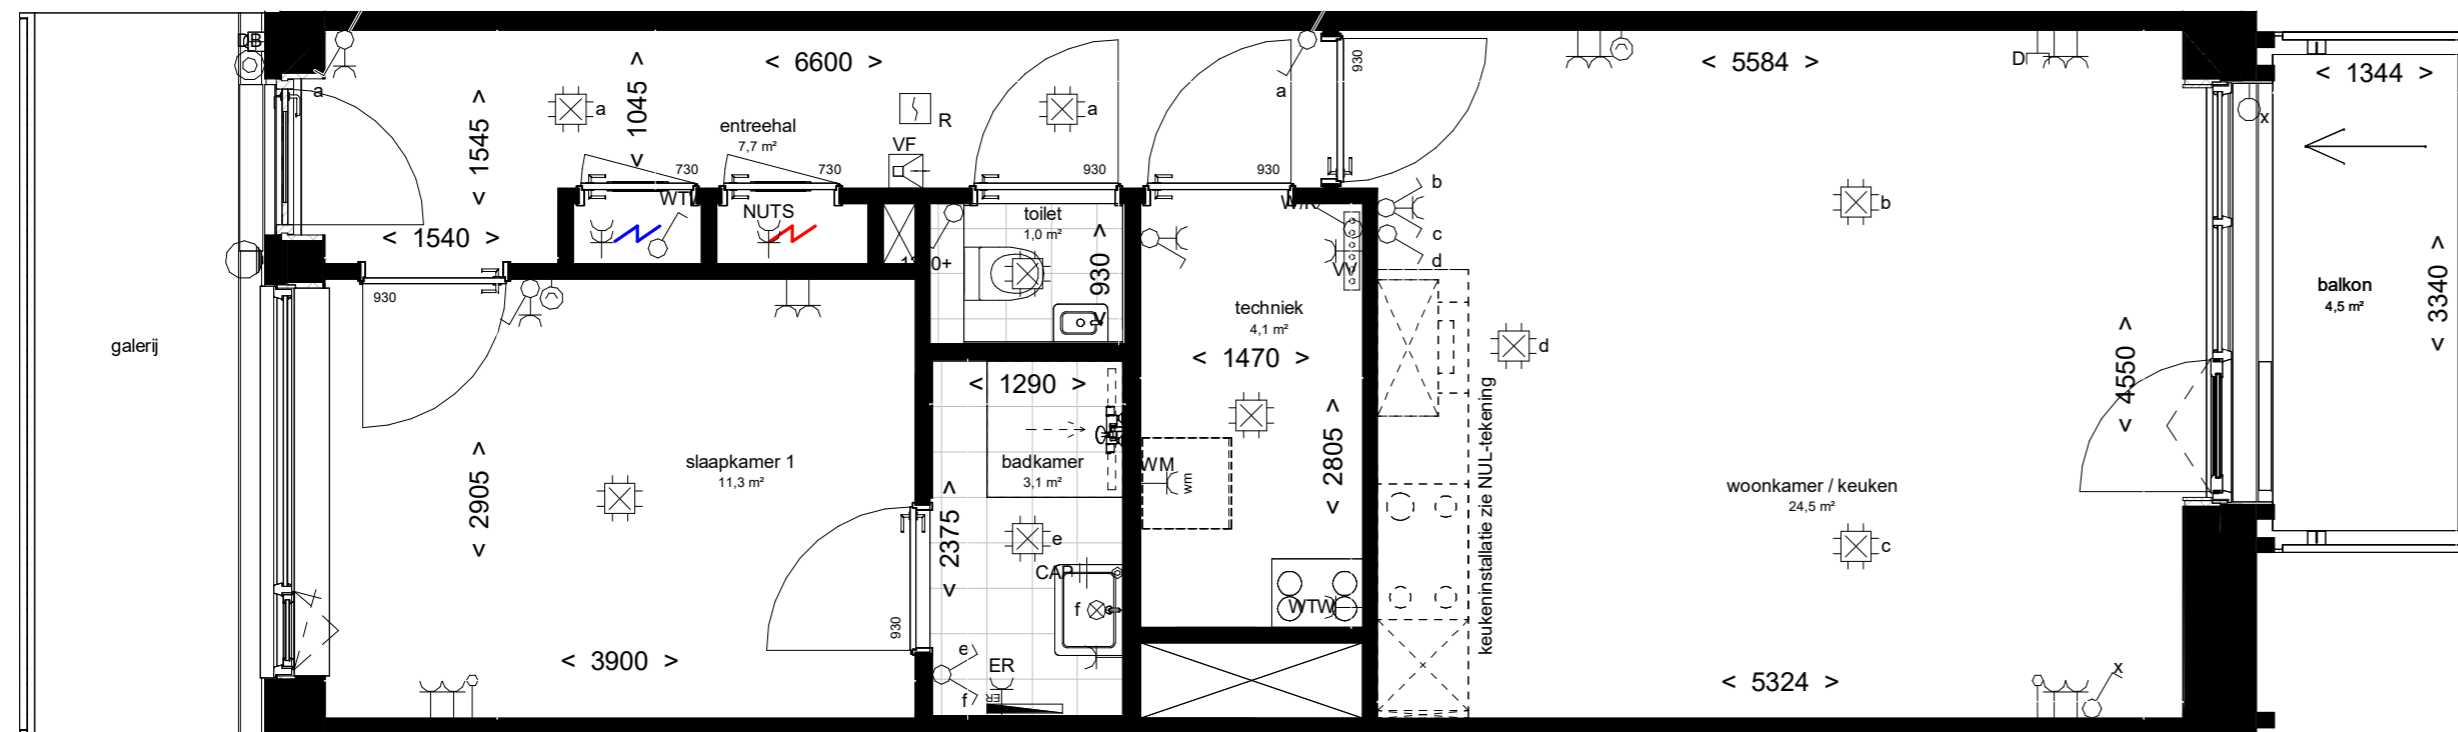 B
a
< 6600 >
< 1045 >
< 1545 >
a
entreehal
7,7 m²
R
VF
a
a
930
< 5584 >
D
< 1344 >
x
730
730
930
930
WT
NUTS
< 1540 >
toilet
1,0 m²
< 930 >
b
c
d
b
930
galerij
techniek
4,1 m²
< 1470 >
< 2805 >
d
keukeninstallatie zie NUL-tekening
< 4550 >
balkon
4,5 m²
< 3340 >
< 1290 >
slaapkamer 1
11,3 m²
< 2905 >
badkamer
3,1 m²
WM
wm
woonkamer / keuken
24,5 m²
< 2375 >
e
c
CAP
f
WTW
930
< 3900 >
e
f
ER
ER
< 5324 >
x